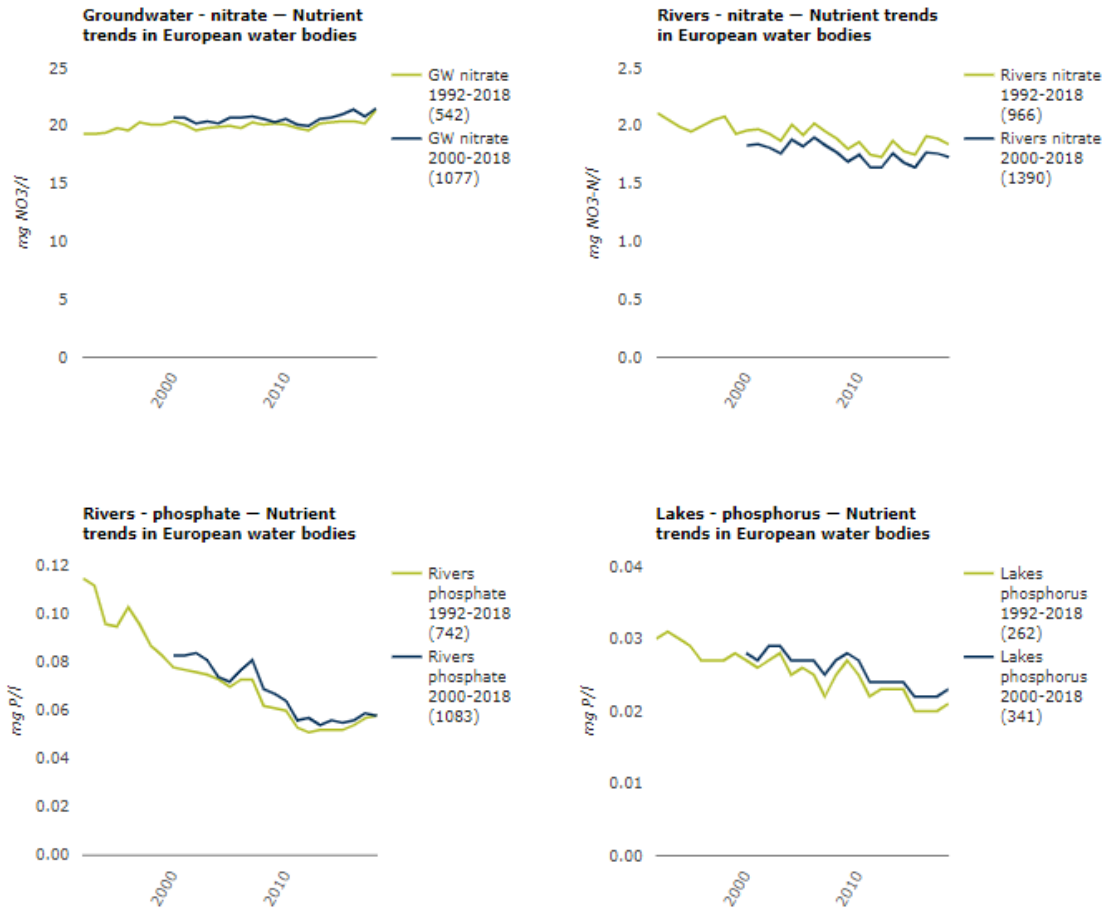 Groundwater - nitrate — Nutrient
trends in European water bodies
25
20
15
10
5
0
mg NO3/l
2000
2010
GW nitrate
1992-2018
(542)
GW nitrate
2000-2018
(1077)
Rivers - nitrate — Nutrient trends
in European water bodies
2.5
2.0
1.5
1.0
0.5
0.0
mg NO3-N/l
2000
2010
Rivers nitrate
1992-2018
(966)
Rivers nitrate
2000-2018
(1390)
Rivers - phosphate — Nutrient
trends in European water bodies
0.12
0.10
0.08
0.06
0.04
0.02
0.00
mg P/l
2000
2010
Rivers
phosphate
1992-2018
(742)
Rivers
phosphate
2000-2018
(1083)
Lakes - phosphorus — Nutrient
trends in European water bodies
0.04
0.03
0.02
0.01
0.00
mg P/l
2000
2010
Lakes
phosphorus
1992-2018
(262)
Lakes
phosphorus
2000-2018
(341)